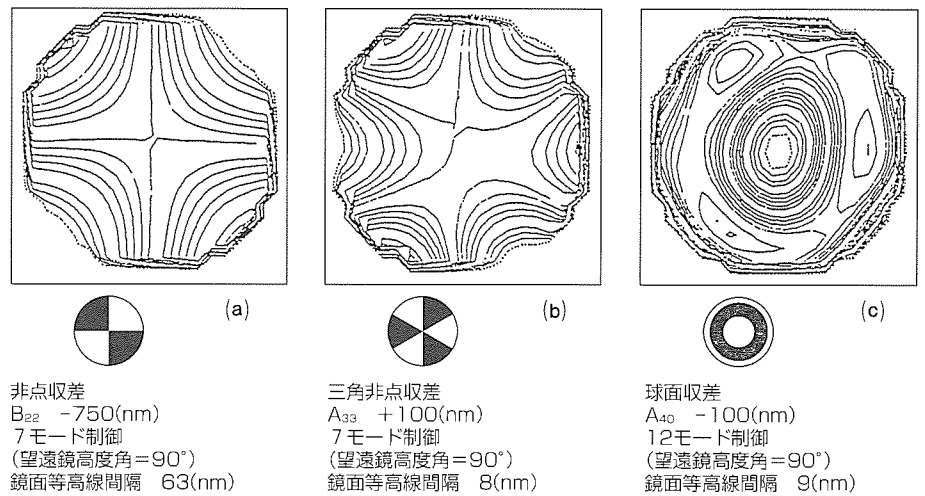 (a)
非点収差
B₂₂ -750(nm)
7モード制御
(望遠鏡高度角=90°)
鏡面等高線間隔 63(nm)
(b)
三角非点収差
A₃₃ +100(nm)
7モード制御
(望遠鏡高度角=90°)
鏡面等高線間隔 8(nm)
(c)
球面収差
A₄₀ -100(nm)
12モード制御
(望遠鏡高度角=90°)
鏡面等高線間隔 9(nm)